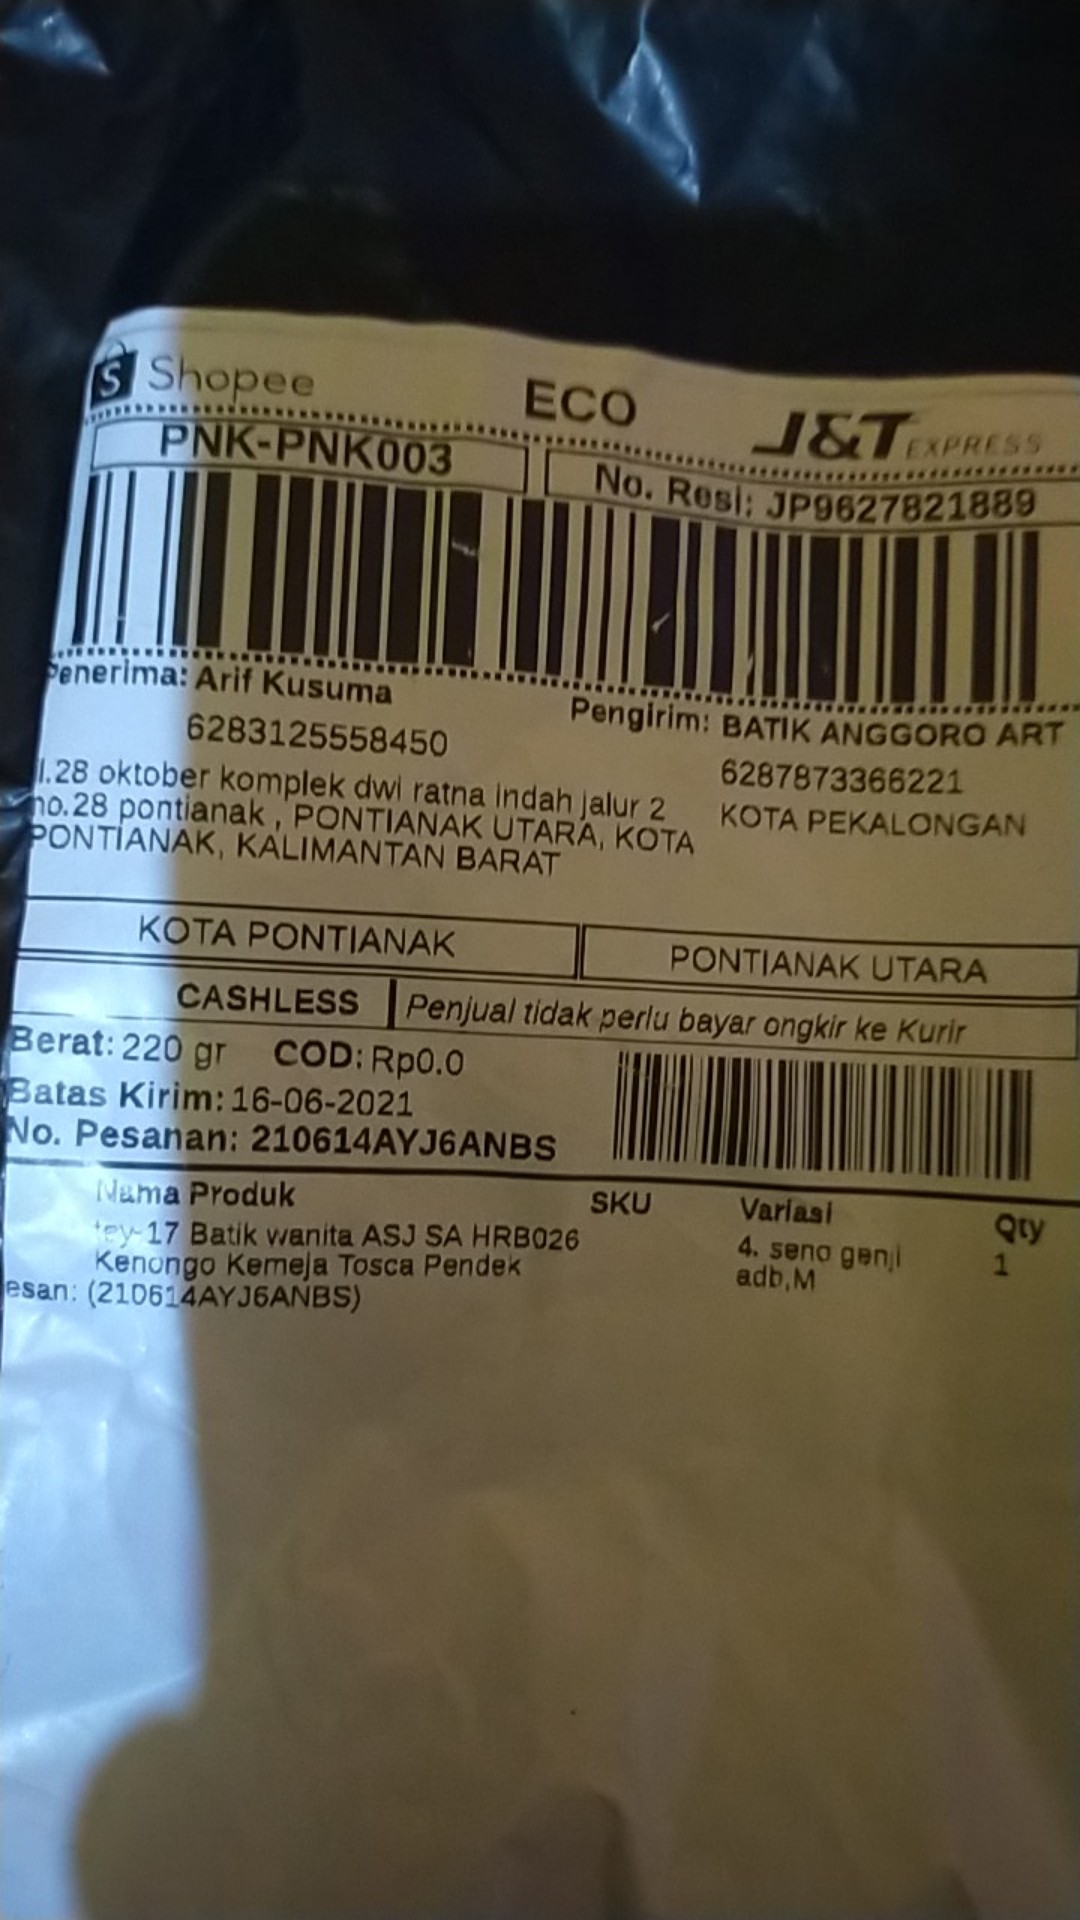 Shopee ECO J&T EXPRESS
PNK-PNK003
No. Resi: JP9627821889
Penerima: Arif Kusuma
6283125558450
l.28 oktober komplek dwi ratna indah jalur 2
no.28 pontianak , PONTIANAK UTARA, KOTA
PONTIANAK, KALIMANTAN BARAT
Pengirim: BATIK ANGGORO ART
6287873366221
KOTA PEKALONGAN
KOTA PONTIANAK PONTIANAK UTARA
CASHLESS Penjual tidak perlu bayar ongkir ke Kurir
Berat: 220 gr COD: Rp0.0
Batas Kirim: 16-06-2021
No. Pesanan: 210614AYJ6ANBS
Nama Produk SKU Variasi Qty
17 Batik wanita ASJ SA HRB026
Kenongo Kemeja Tosca Pendek
4. seno genji
adb,M
1
esan: (210614AYJ6ANBS)